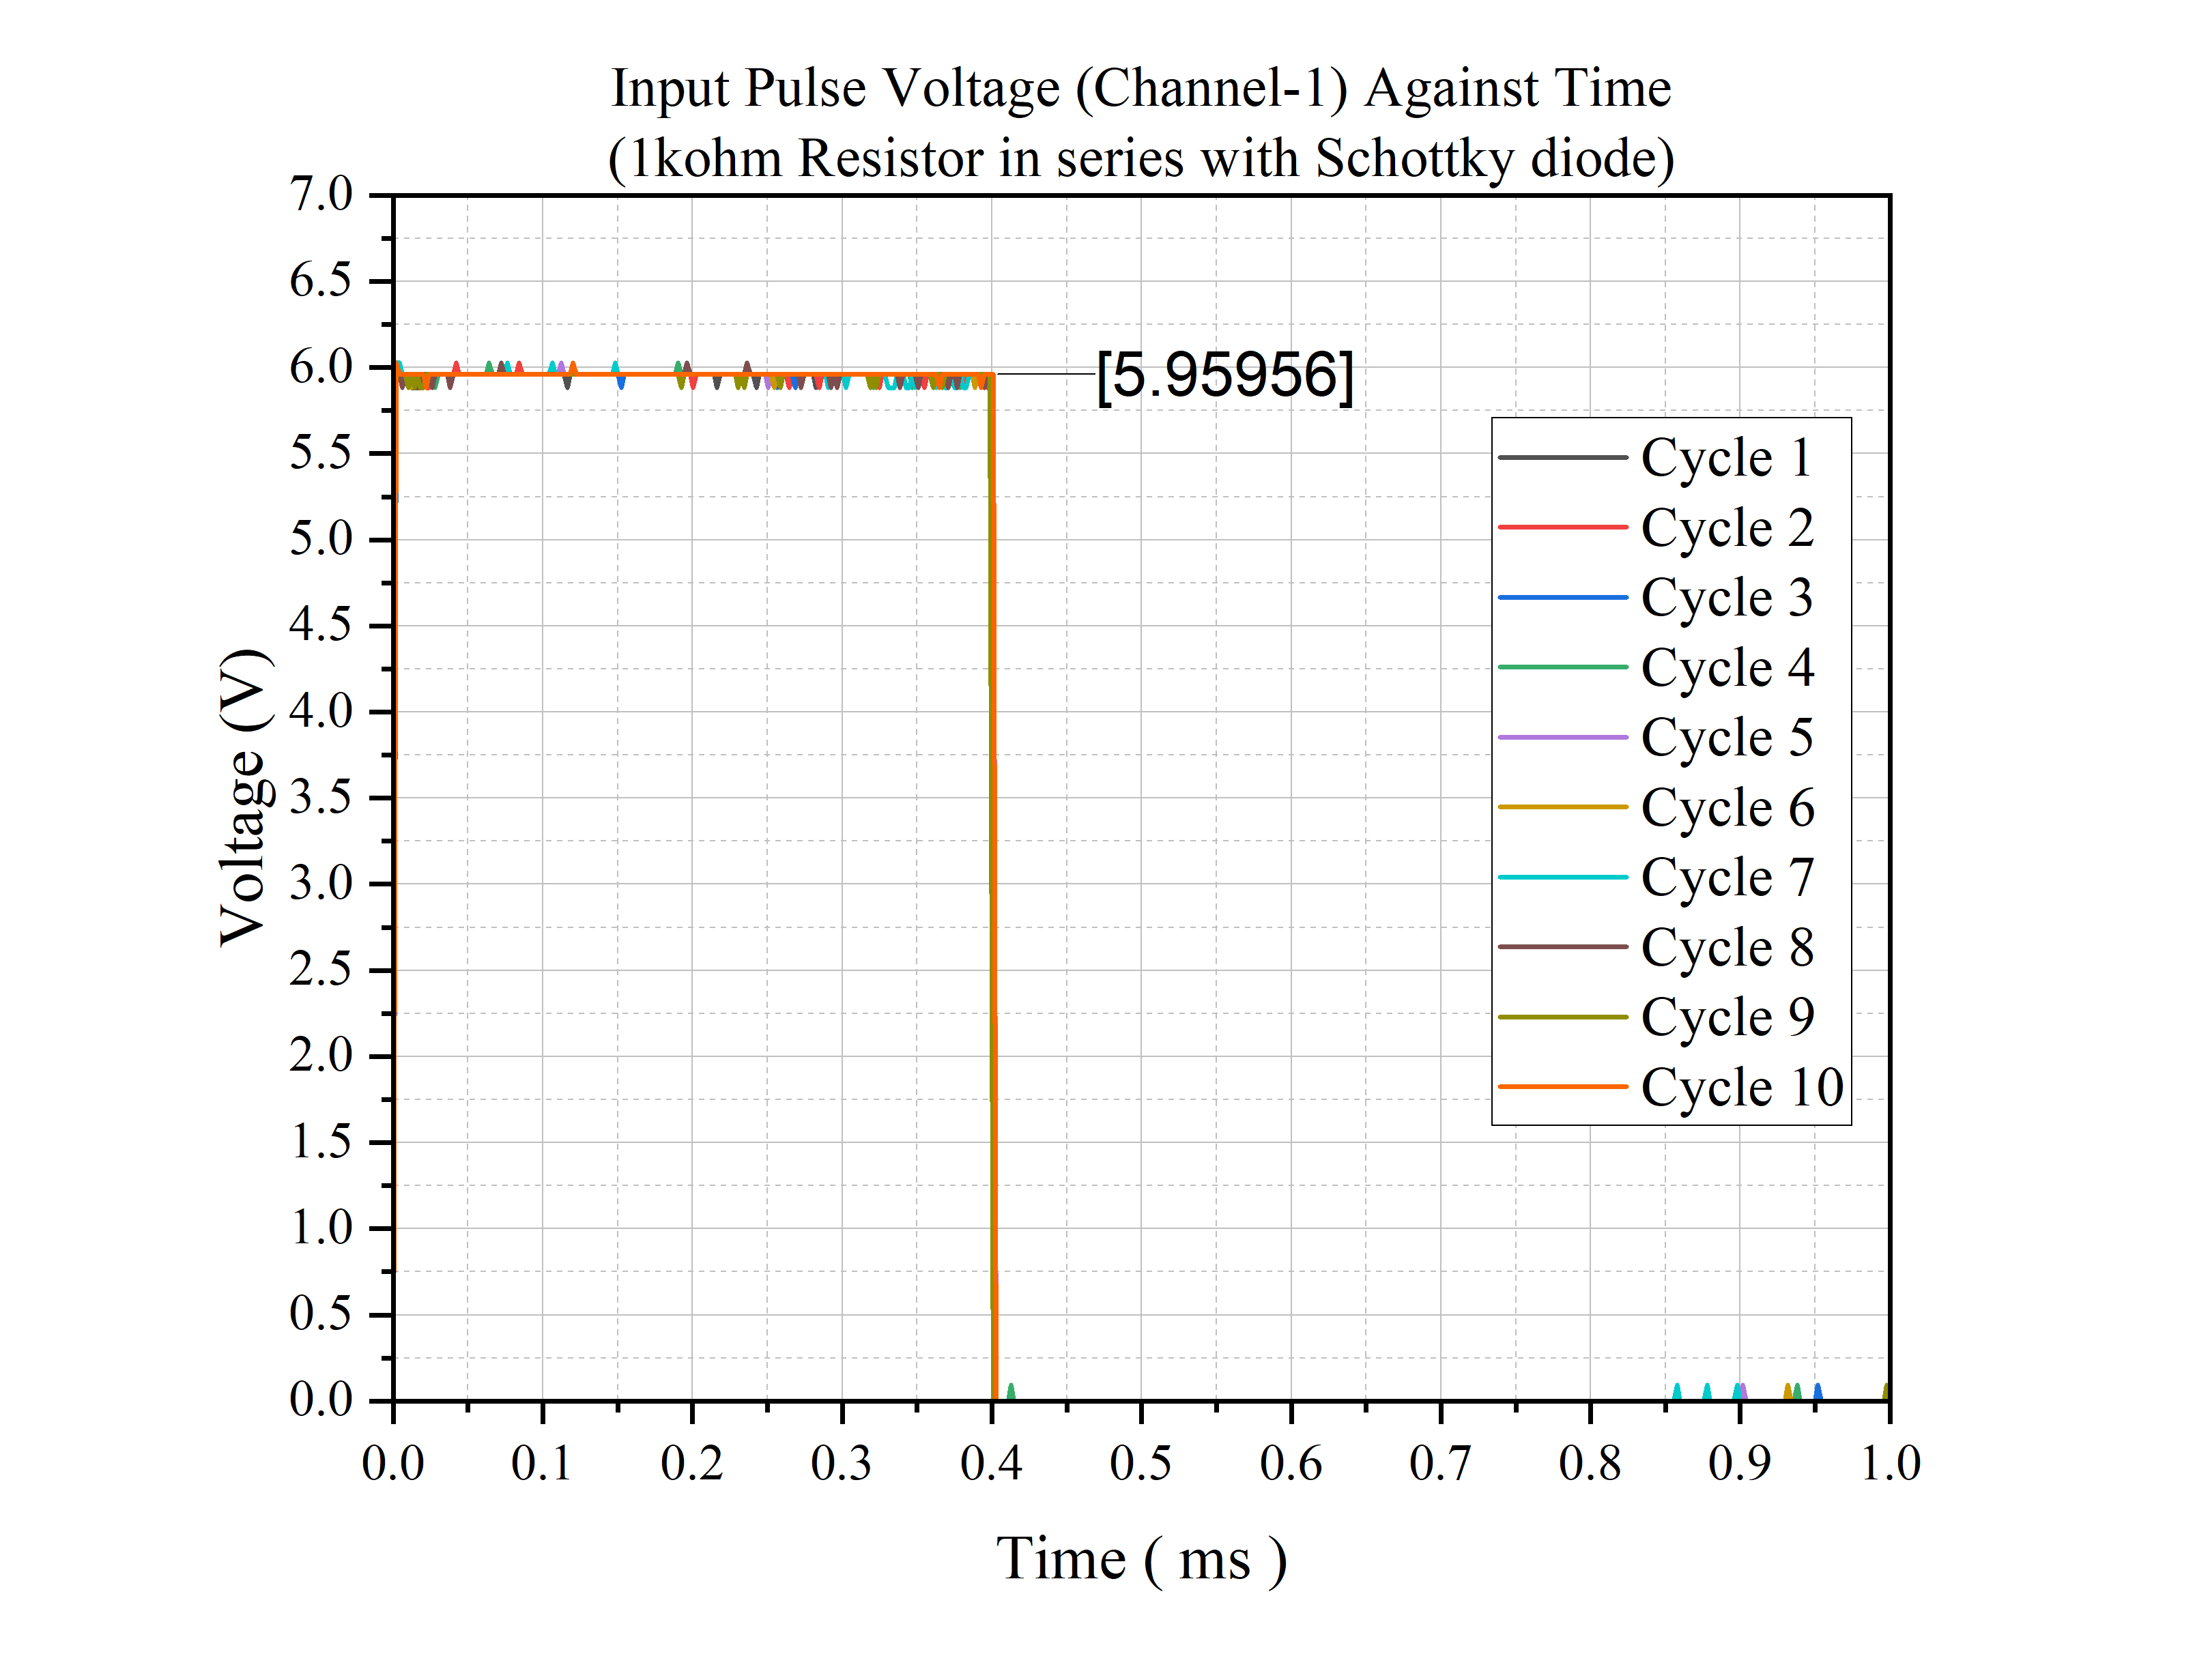 Input Pulse Voltage (Channel-1) Against Time
(1kohm Resistor in series with Schottky diode)
7.0
6.5
6.0
5.5
5.0
4.5
4.0
3.5
3.0
2.5
2.0
1.5
1.0
0.5
0.0
Voltage (V)
[5.95956]
Cycle 1
Cycle 2
Cycle 3
Cycle 4
Cycle 5
Cycle 6
Cycle 7
Cycle 8
Cycle 9
Cycle 10
0.0 0.1 0.2 0.3 0.4 0.5 0.6 0.7 0.8 0.9 1.0
Time ( ms )